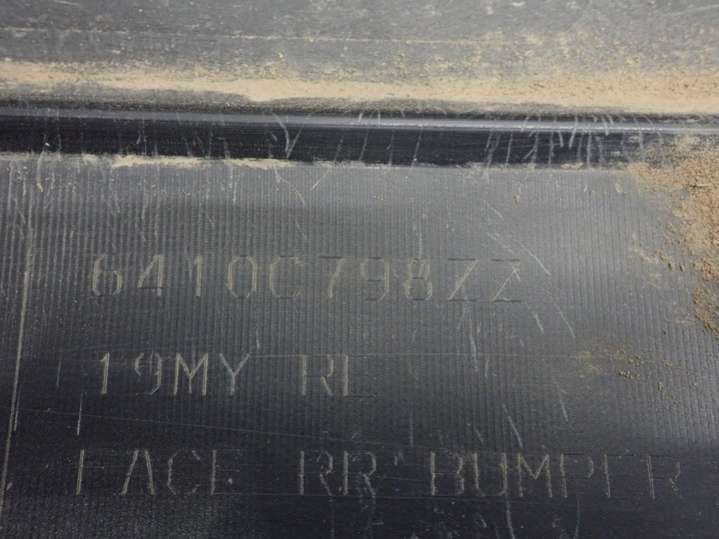 6410C798ZZ
19MY RL
FACE RR BUMPER